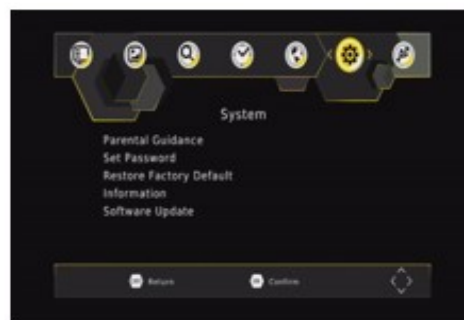 System
Parental Guidance
Set Password
Restore Factory Default
Information
Software Update
Return
Confirm